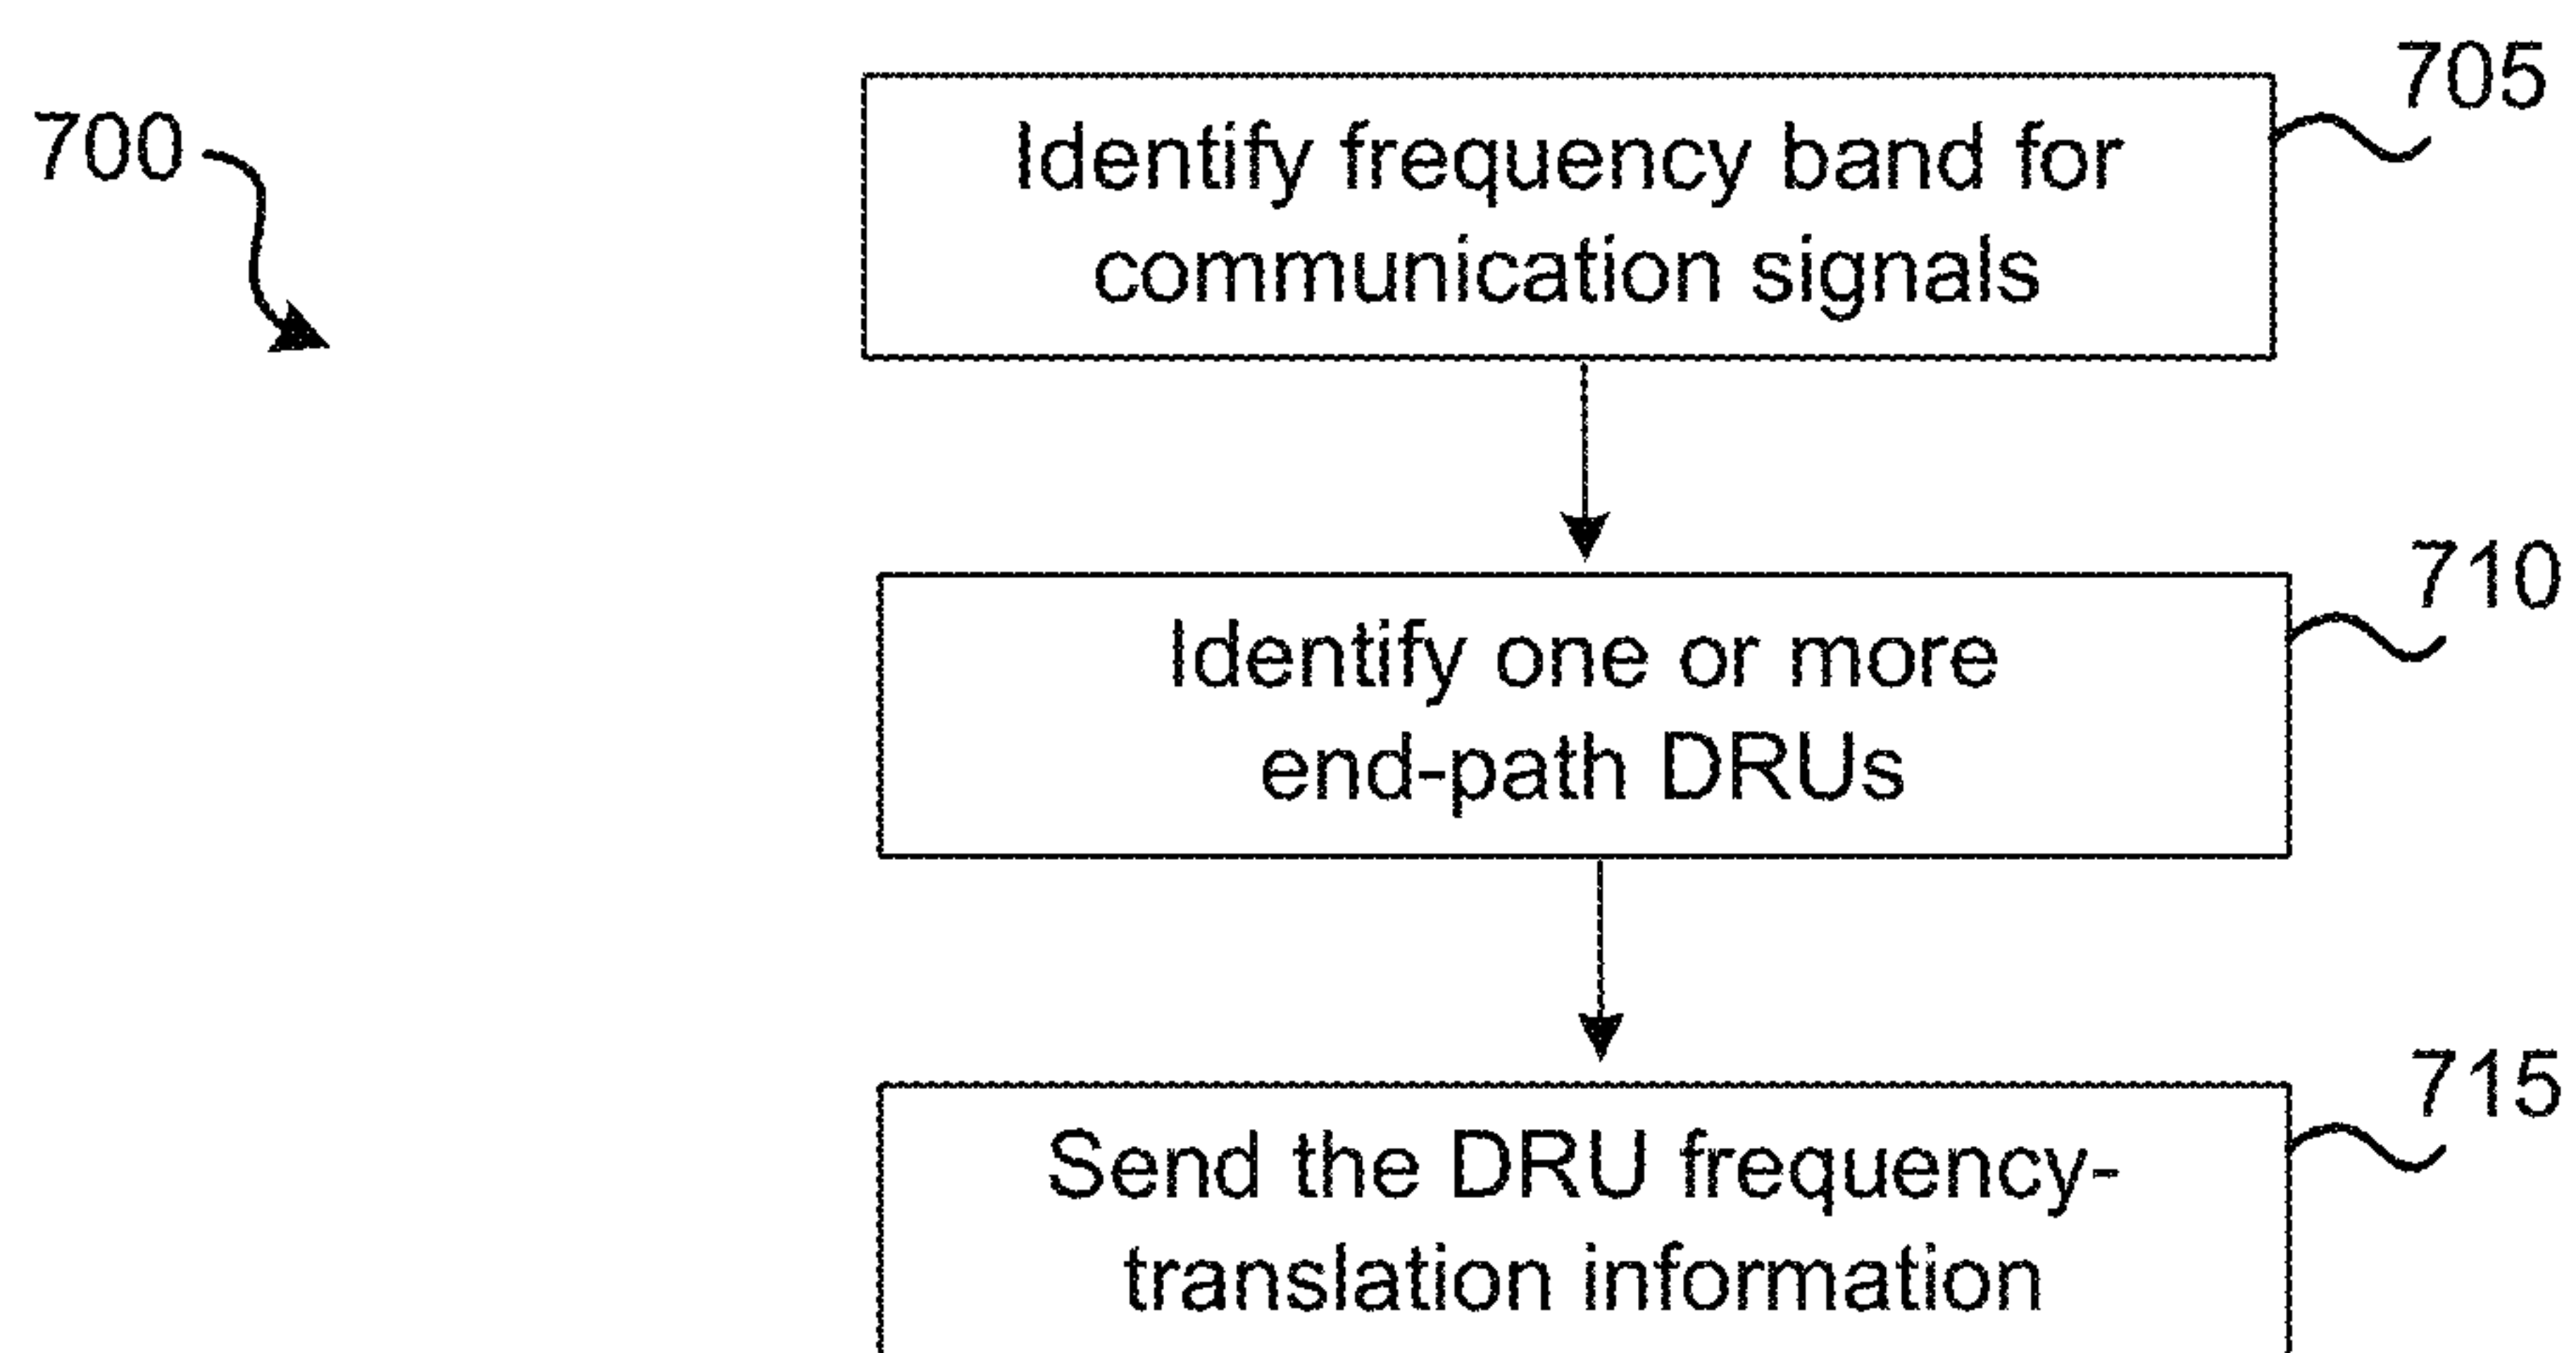 705
700
Identify frequency band for
communication signals
710
Identify one or more
end-path DRUs
715
Send the DRU frequency-
translation information